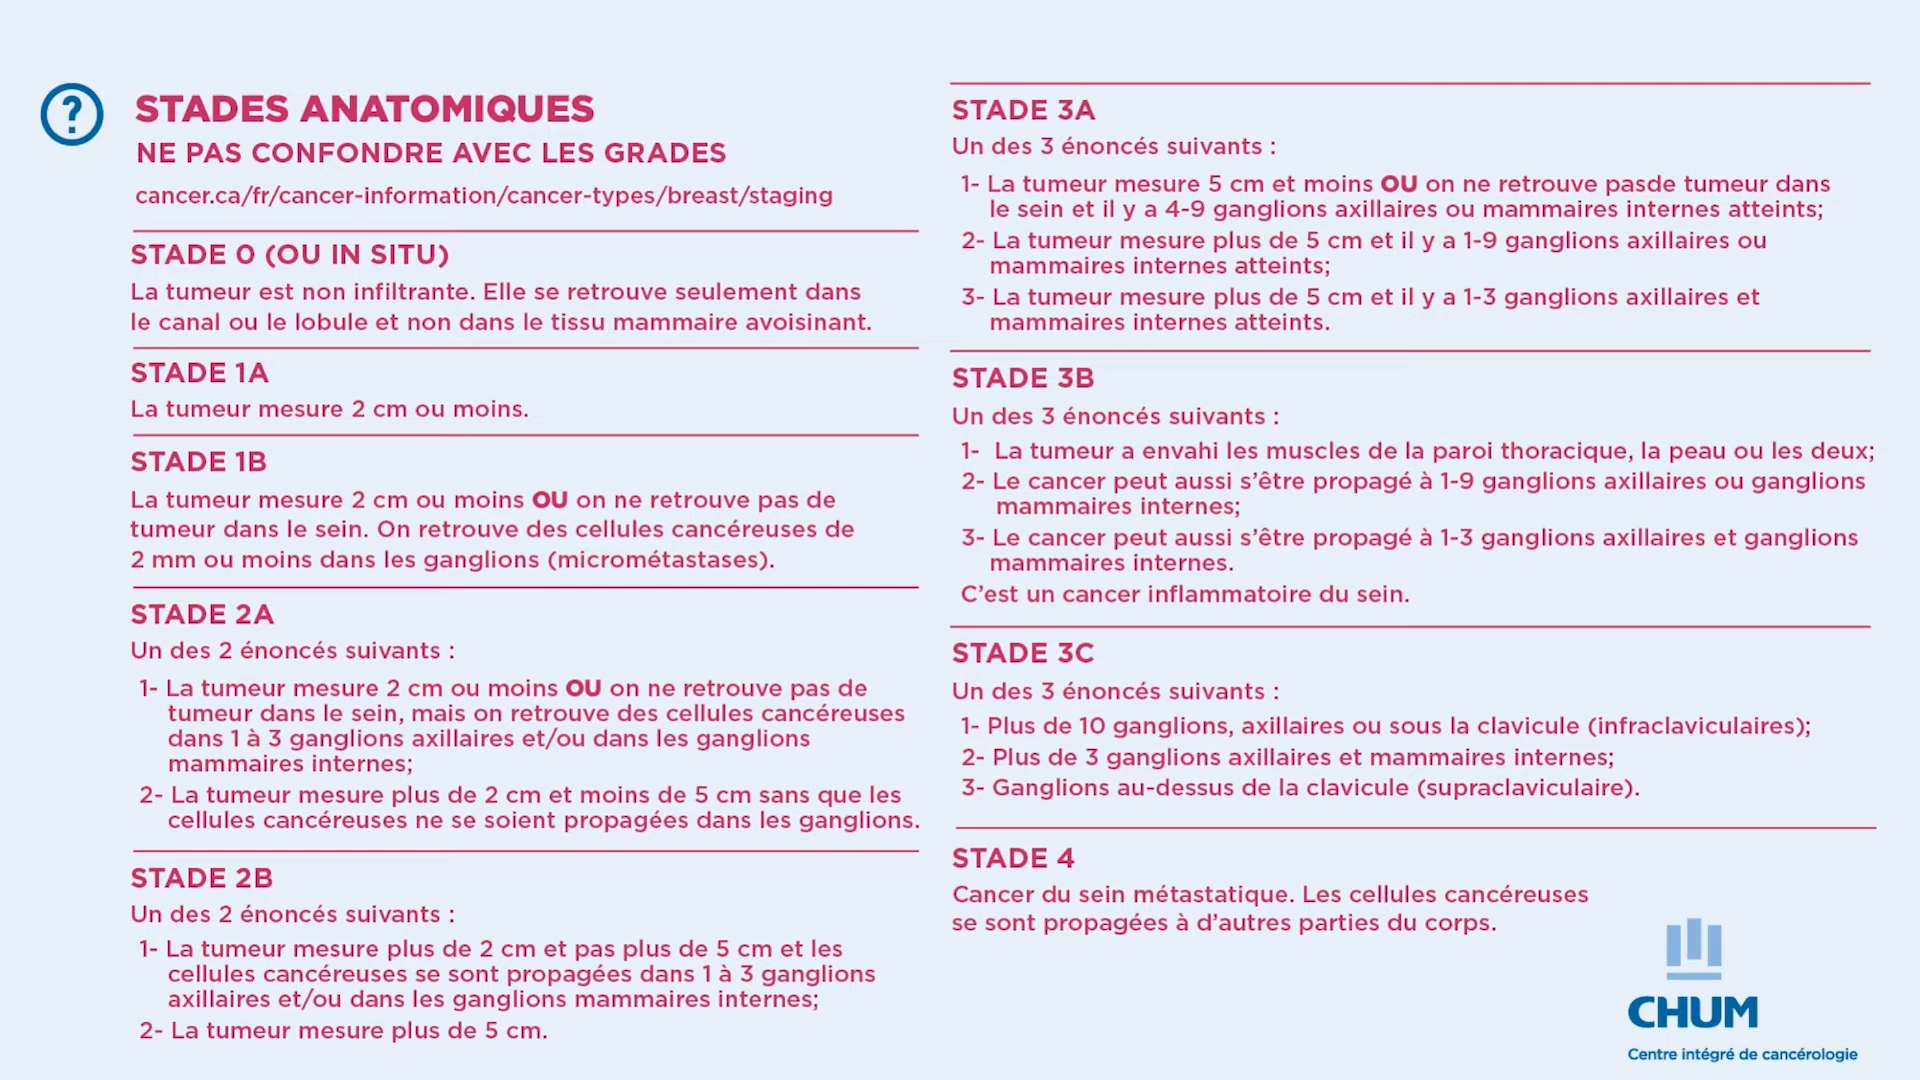 ?
STADES ANATOMIQUES
NE PAS CONFONDRE AVEC LES GRADES
cancer.ca/fr/cancer-information/cancer-types/breast/staging
STADE 0 (OU IN SITU)
La tumeur est non infiltrante. Elle se retrouve seulement dans
le canal ou le lobule et non dans le tissu mammaire avoisinant.
STADE 1A
La tumeur mesure 2 cm ou moins.
STADE 1B
La tumeur mesure 2 cm ou moins OU on ne retrouve pas de
tumeur dans le sein. On retrouve des cellules cancéreuses de
2 mm ou moins dans les ganglions (micrométastases).
STADE 2A
Un des 2 énoncés suivants :
1- La tumeur mesure 2 cm ou moins OU on ne retrouve pas de
tumeur dans le sein, mais on retrouve des cellules cancéreuses
dans 1 à 3 ganglions axillaires et/ou dans les ganglions
mammaires internes;
2- La tumeur mesure plus de 2 cm et moins de 5 cm sans que les
cellules cancéreuses ne se soient propagées dans les ganglions.
STADE 2B
Un des 2 énoncés suivants :
1- La tumeur mesure plus de 2 cm et pas plus de 5 cm et les
cellules cancéreuses se sont propagées dans 1 à 3 ganglions
axillaires et/ou dans les ganglions mammaires internes;
2- La tumeur mesure plus de 5 cm.
STADE 3A
Un des 3 énoncés suivants :
1- La tumeur mesure 5 cm et moins OU on ne retrouve pasde tumeur dans
le sein et il y a 4-9 ganglions axillaires ou mammaires internes atteints;
2- La tumeur mesure plus de 5 cm et il y a 1-9 ganglions axillaires ou
mammaires internes atteints;
3- La tumeur mesure plus de 5 cm et il y a 1-3 ganglions axillaires et
mammaires internes atteints.
STADE 3B
Un des 3 énoncés suivants :
1- La tumeur a envahi les muscles de la paroi thoracique, la peau ou les deux;
2- Le cancer peut aussi s’être propagé à 1-9 ganglions axillaires ou ganglions
mammaires internes;
3- Le cancer peut aussi s’être propagé à 1-3 ganglions axillaires et ganglions
mammaires internes.
C’est un cancer inflammatoire du sein.
STADE 3C
Un des 3 énoncés suivants :
1- Plus de 10 ganglions, axillaires ou sous la clavicule (infraclaviculaires);
2- Plus de 3 ganglions axillaires et mammaires internes;
3- Ganglions au-dessus de la clavicule (supraclaviculaire).
STADE 4
Cancer du sein métastatique. Les cellules cancéreuses
se sont propagées à d’autres parties du corps.
CHUM
Centre intégré de cancérologie